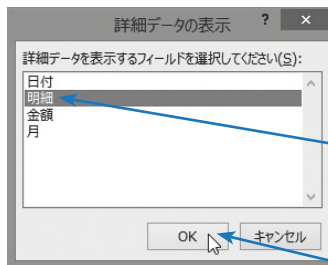 詳細データの表示 ? ×
詳細データを表示するフィールドを選択してください(S):
日付
明細
金額
月
OK キャンセル